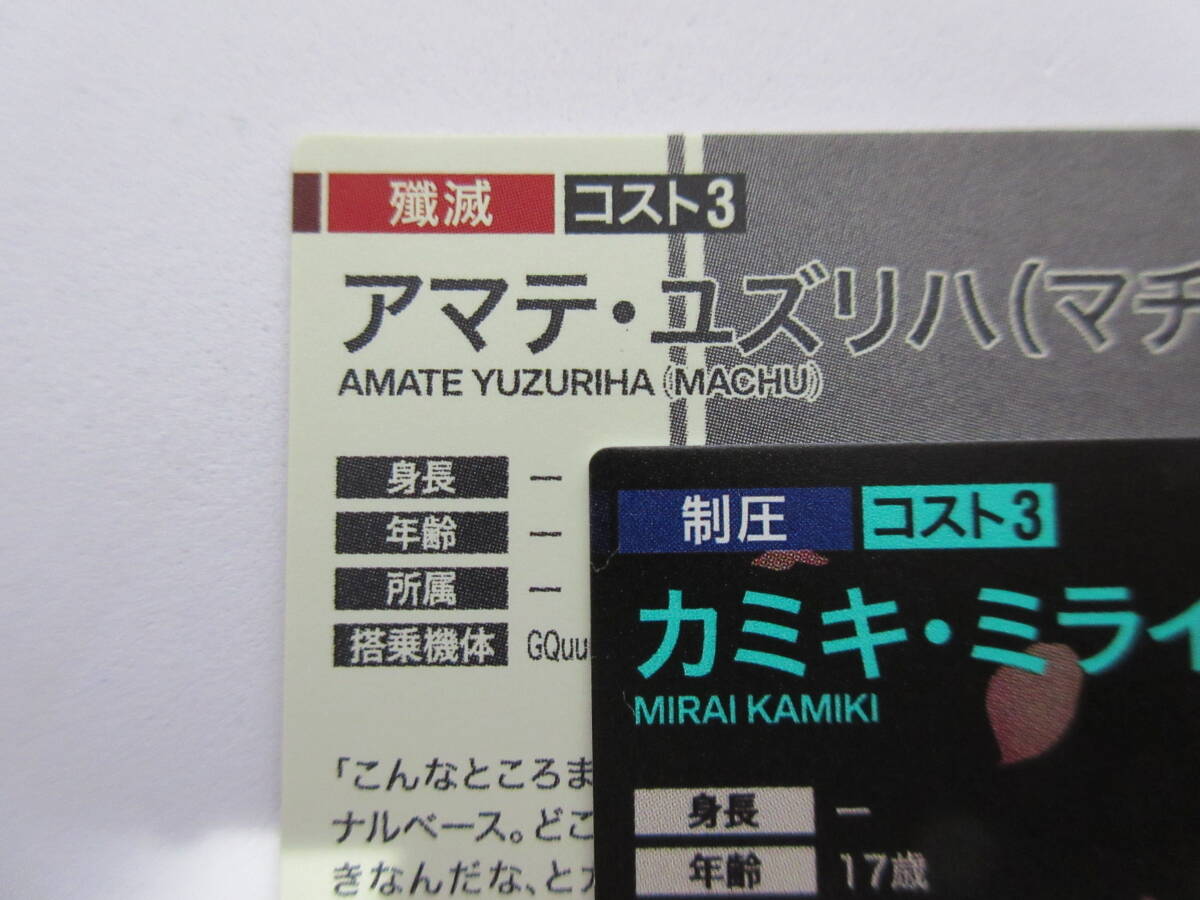 殲滅 コスト3
アマテ・ユズリハ(マチ
AMATE YUZURIHA (MACHU)
身長 ー
年齢 ー
所属 ー
搭乗機体 GQuu
「こんなところま
ナルベース。どこ
きなんだな、とカ
制圧 コスト3
カミキ・ミライ
MIRAI KAMIKI
身長 ー
年齢 17歳